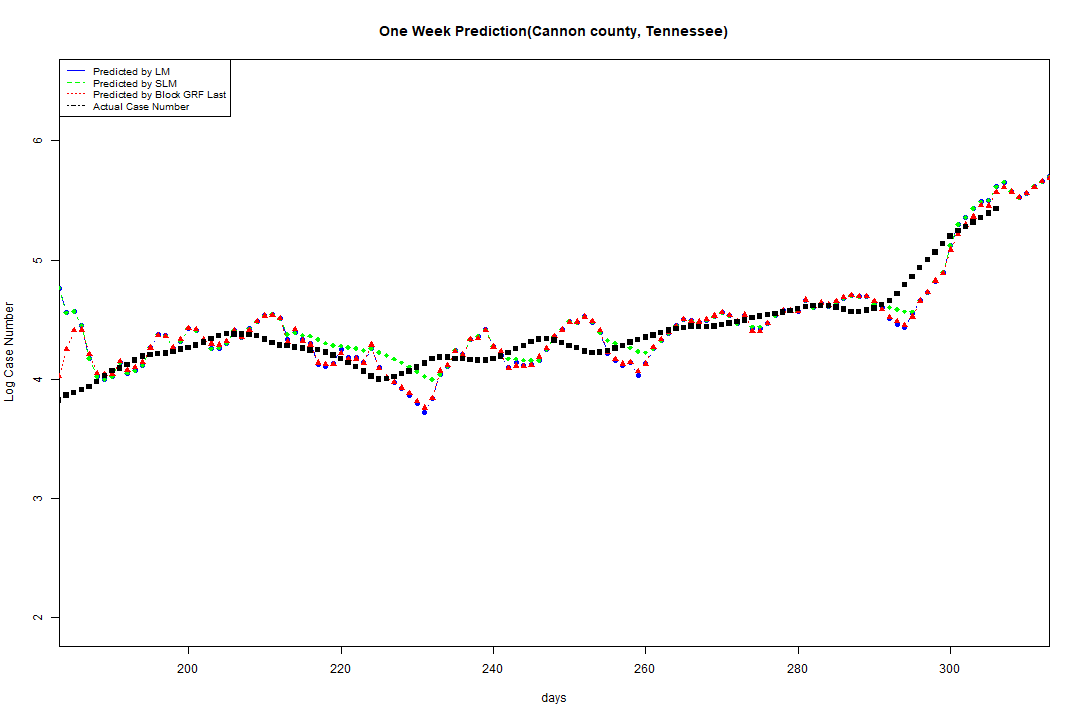 One Week Prediction(Cannon county, Tennessee)
Predicted by LM
Predicted by SLM
Predicted by Block GRF Last
Actual Case Number
Log Case Number
6
5
4
3
2
200 220 240 260 280 300
days